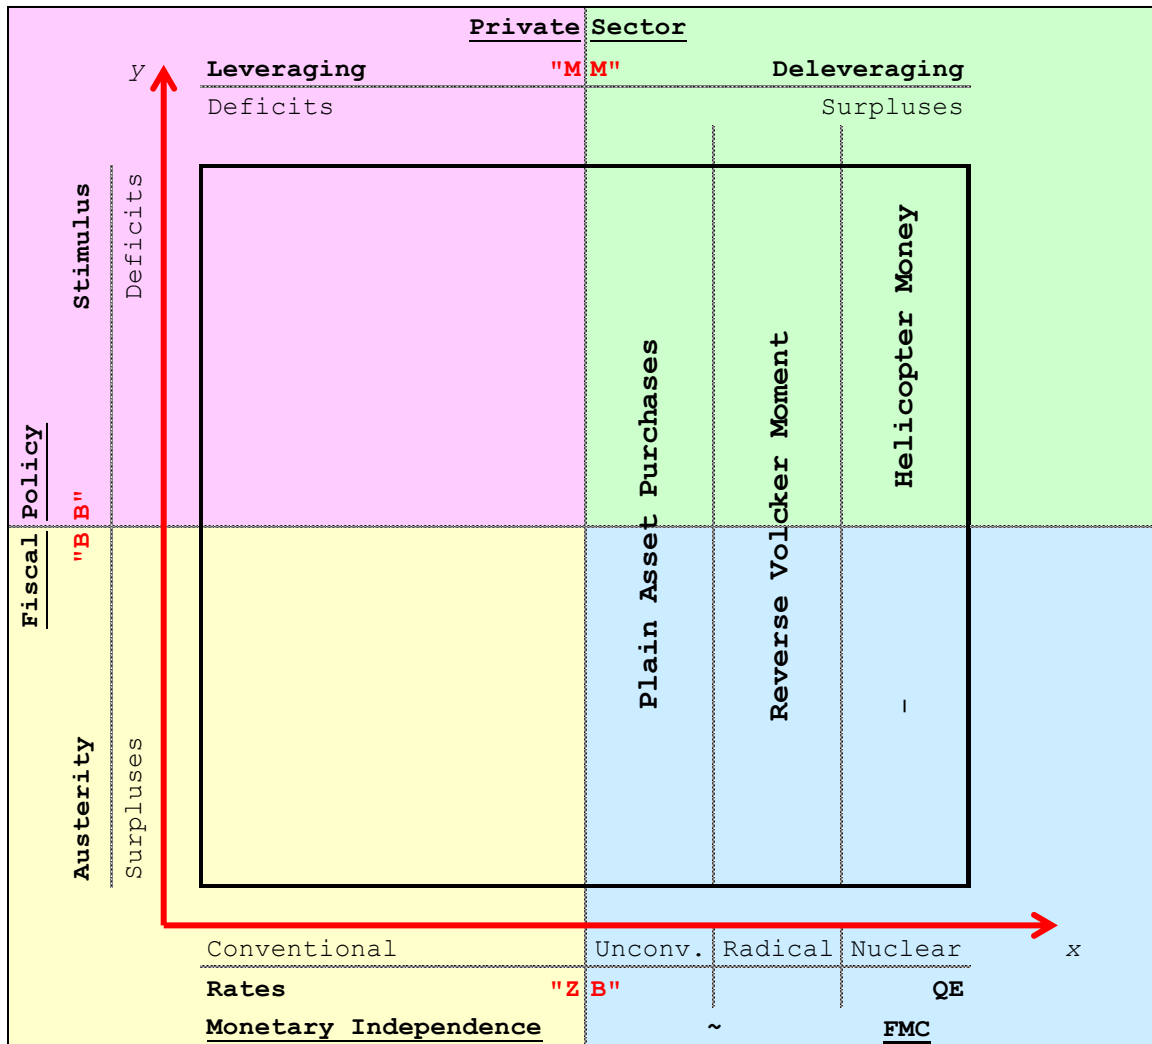 Private Sector
y Leveraging "M M" Deleveraging
Deficits Surpluses
Stimulus
Deficits
Fiscal Policy
"B B"
Austerity
Surpluses
Plain Asset Purchases
Reverse Volcker Moment
Helicopter Money
–
Conventional Unconv. Radical Nuclear x
Rates "Z B" QE
Monetary Independence ~ FMC